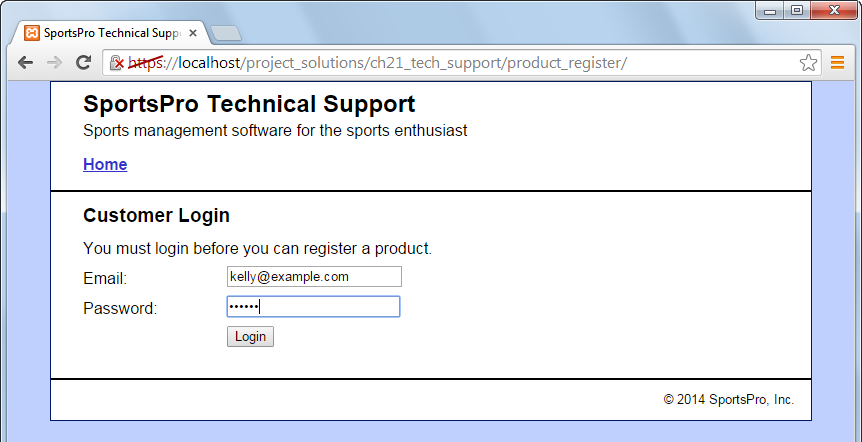 SportsPro Technical Supp
https://localhost/project_solutions/ch21_tech_support/product_register/
SportsPro Technical Support
Sports management software for the sports enthusiast
Home
Customer Login
You must login before you can register a product.
Email: kelly@example.com
Password: ••••••
Login
© 2014 SportsPro, Inc.